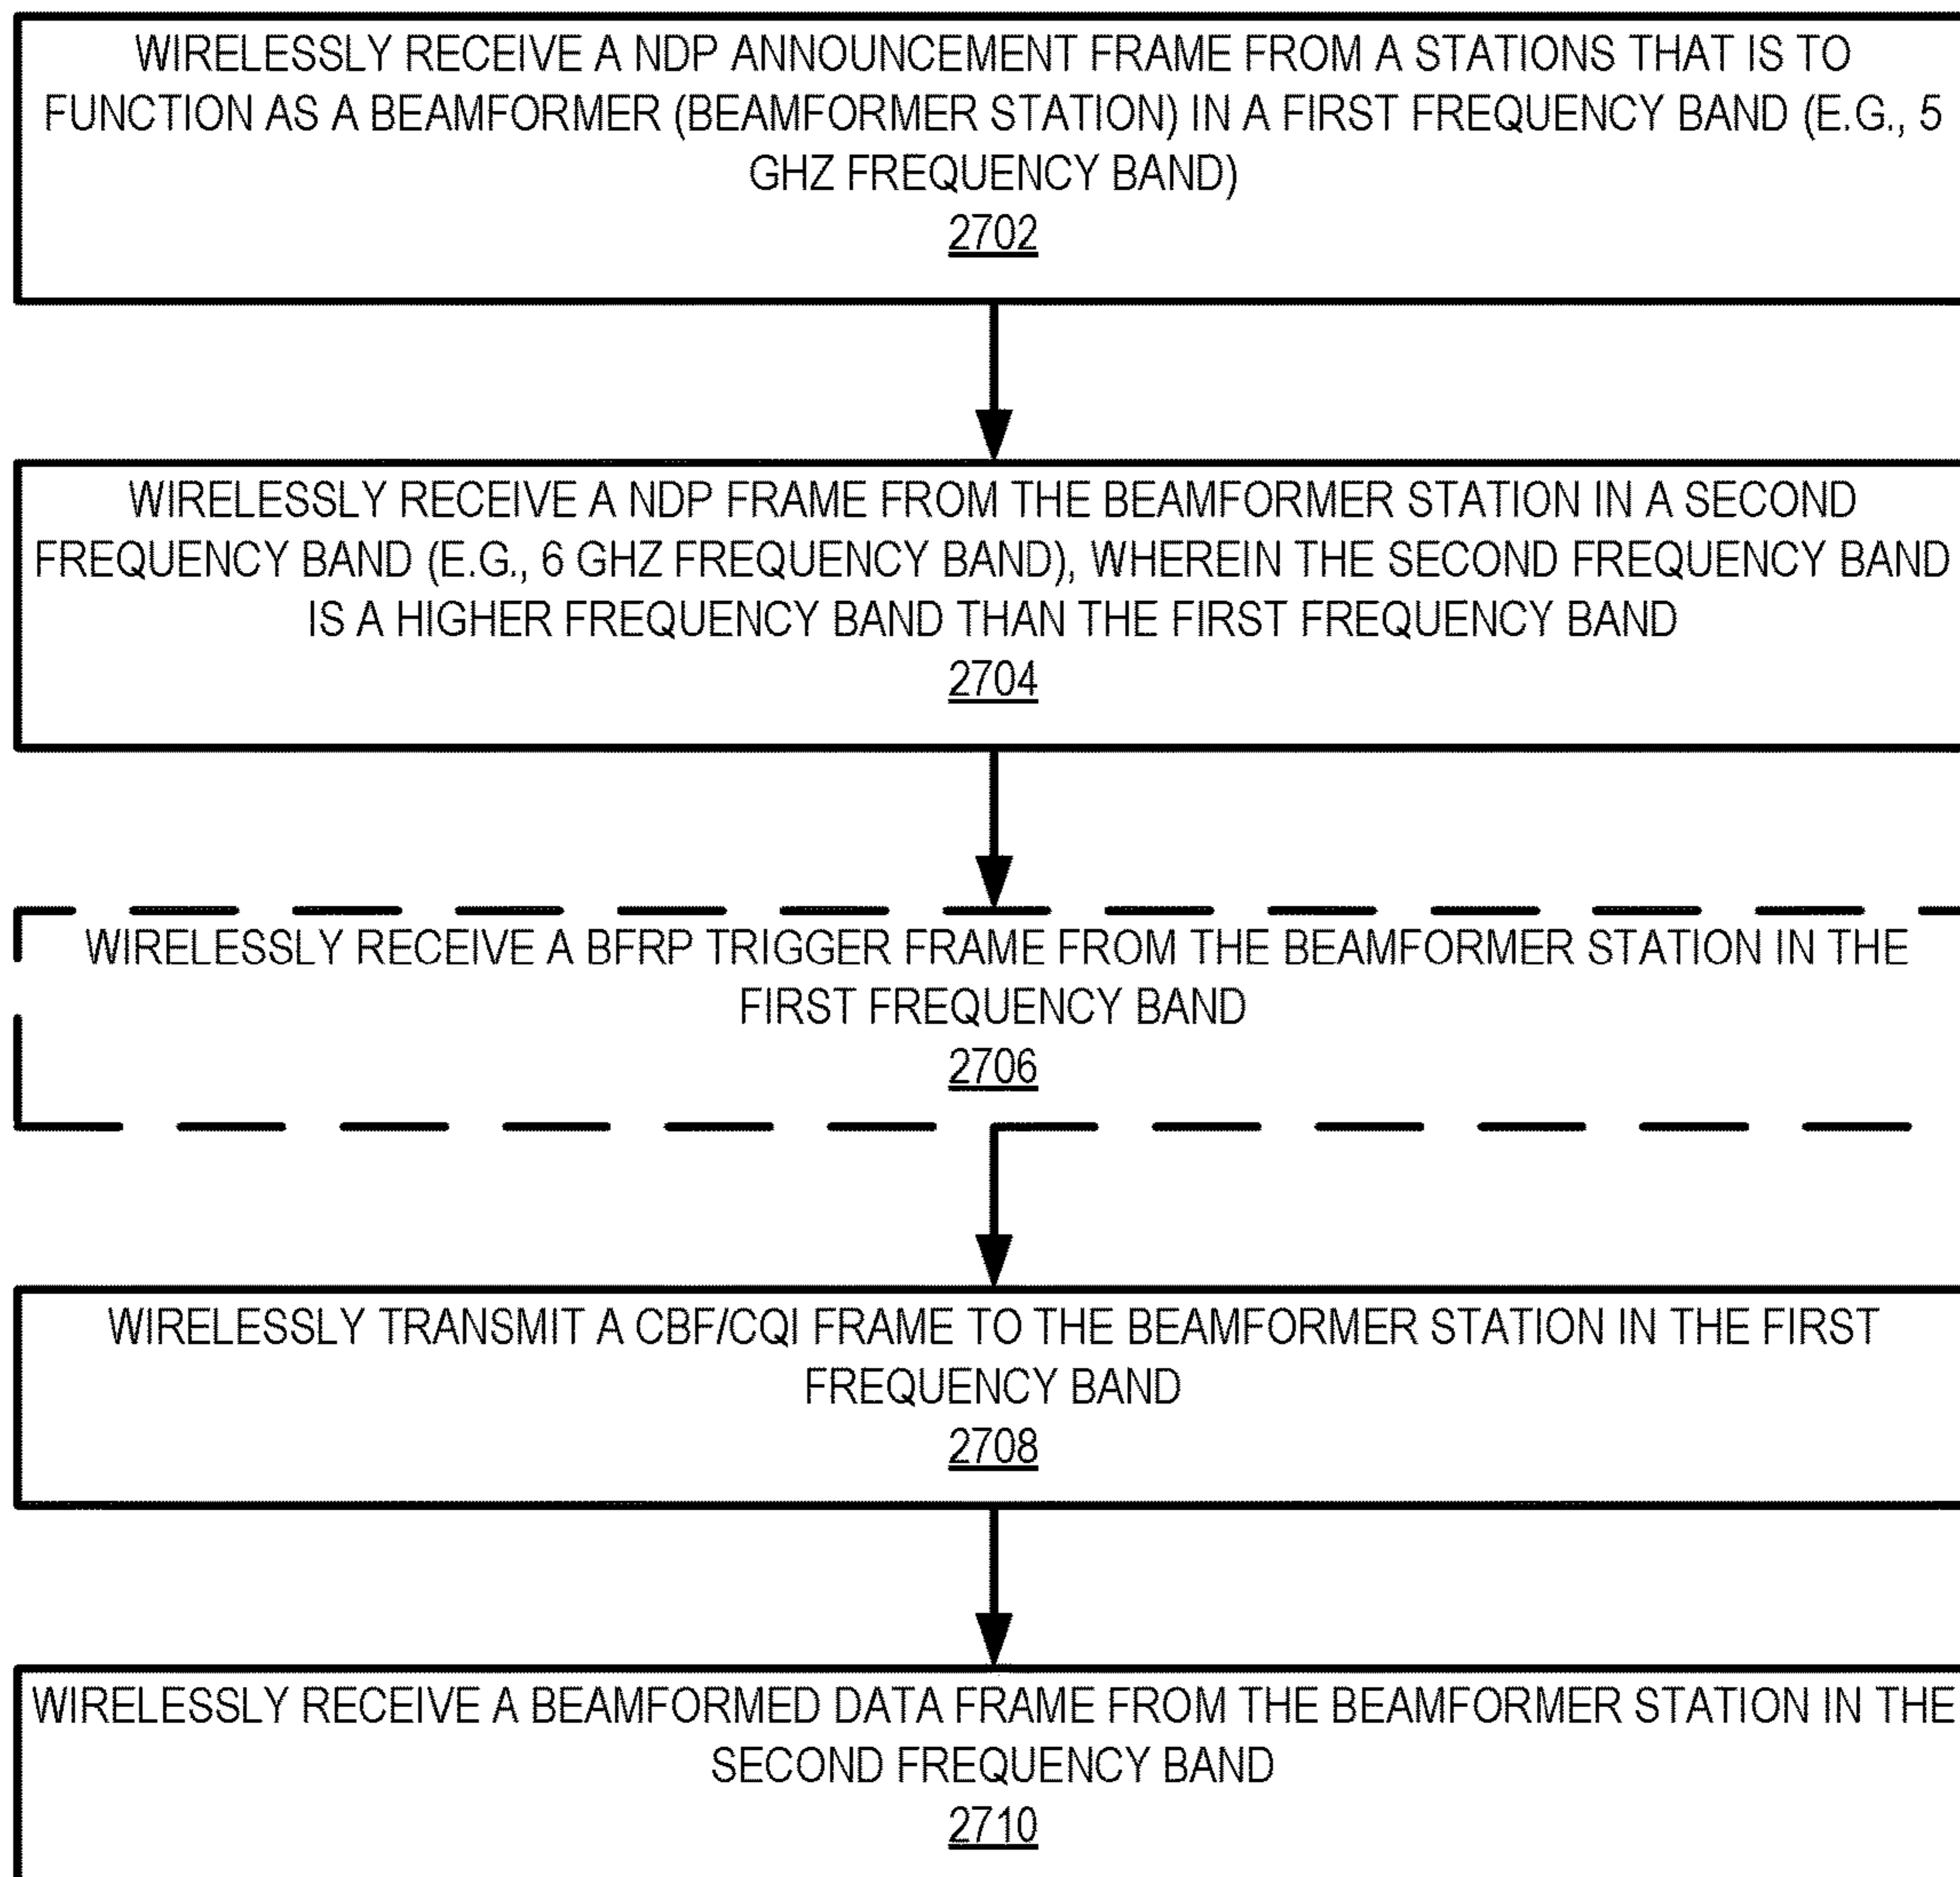 WIRELESSLY RECEIVE A NDP ANNOUNCEMENT FRAME FROM A STATIONS THAT IS TO
FUNCTION AS A BEAMFORMER (BEAMFORMER STATION) IN A FIRST FREQUENCY BAND (E.G., 5
GHZ FREQUENCY BAND)
2702
WIRELESSLY RECEIVE A NDP FRAME FROM THE BEAMFORMER STATION IN A SECOND
FREQUENCY BAND (E.G., 6 GHZ FREQUENCY BAND), WHEREIN THE SECOND FREQUENCY BAND
IS A HIGHER FREQUENCY BAND THAN THE FIRST FREQUENCY BAND
2704
WIRELESSLY RECEIVE A BFRP TRIGGER FRAME FROM THE BEAMFORMER STATION IN THE
FIRST FREQUENCY BAND
2706
WIRELESSLY TRANSMIT A CBF/CQI FRAME TO THE BEAMFORMER STATION IN THE FIRST
FREQUENCY BAND
2708
WIRELESSLY RECEIVE A BEAMFORMED DATA FRAME FROM THE BEAMFORMER STATION IN THE
SECOND FREQUENCY BAND
2710